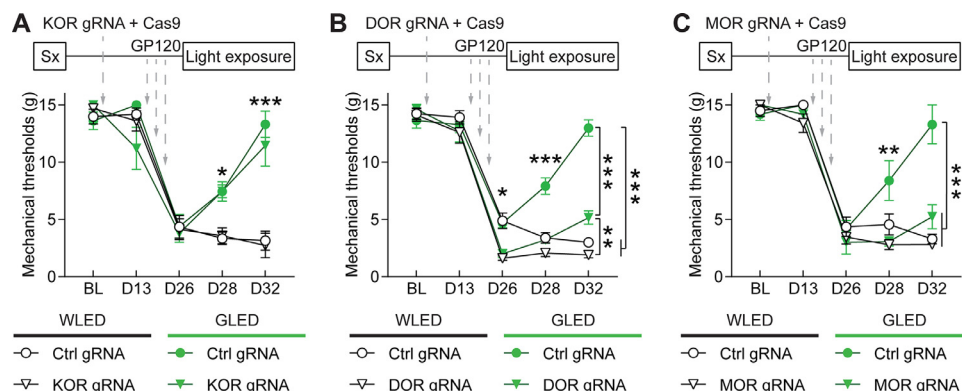 A KOR gRNA + Cas9
GP120
Sx Light exposure
Mechanical thresholds (g)
15
10
5
0
***
*
BL D13 D26 D28 D32
WLED GLED
Ctrl gRNA Ctrl gRNA
KOR gRNA KOR gRNA
B DOR gRNA + Cas9
GP120
Sx Light exposure
Mechanical thresholds (g)
15
10
5
0
*
***
***
**
***
BL D13 D26 D28 D32
WLED GLED
Ctrl gRNA Ctrl gRNA
DOR gRNA DOR gRNA
C MOR gRNA + Cas9
GP120
Sx Light exposure
Mechanical thresholds (g)
15
10
5
0
**
***
BL D13 D26 D28 D32
WLED GLED
Ctrl gRNA Ctrl gRNA
MOR gRNA MOR gRNA